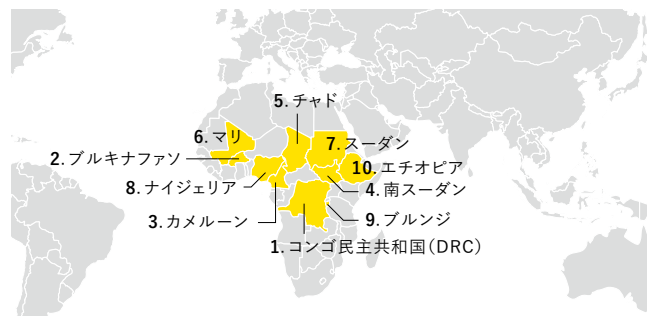 5.チャド
6.マリ
7.スーダン
2.ブルキナファソ
10.エチオピア
8.ナイジェリア
4.南スーダン
3.カメルーン
9.ブルンジ
1.コンゴ民主共和国(DRC)